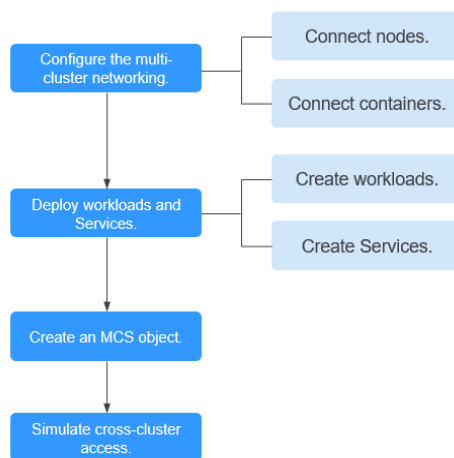 Configure the multi-
cluster networking.
Connect nodes.
Connect containers.
Deploy workloads and
Services.
Create workloads.
Create Services.
Create an MCS object.
Simulate cross-cluster
access.